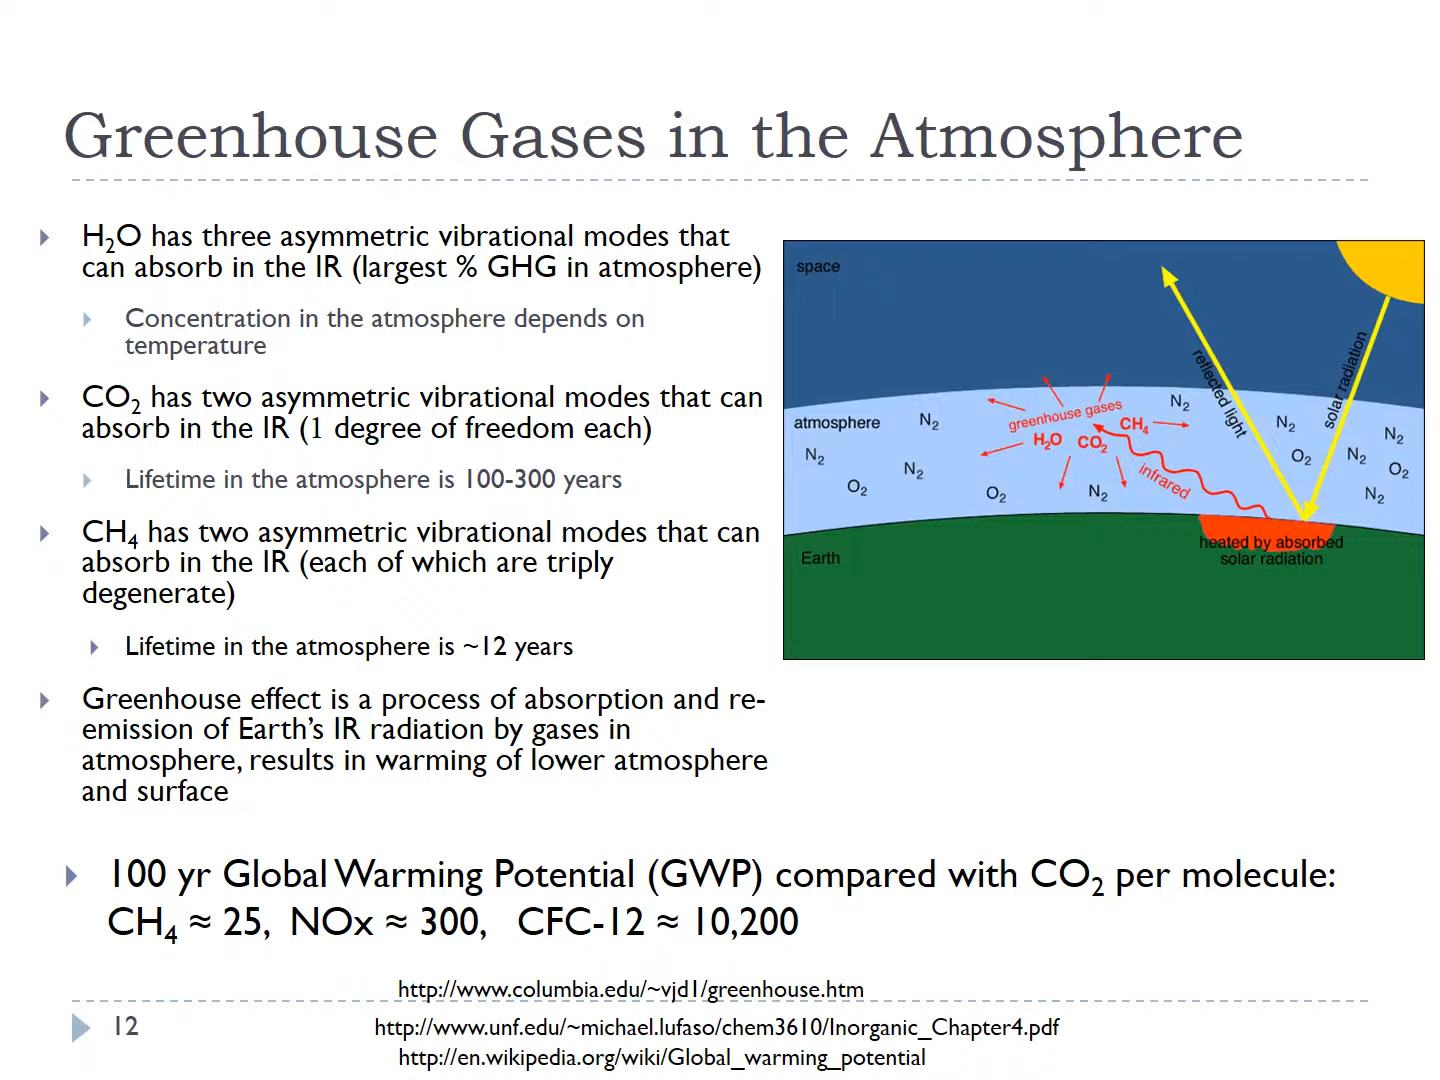 Greenhouse Gases in the Atmosphere
H₂O has three asymmetric vibrational modes that
can absorb in the IR (largest % GHG in atmosphere)
Concentration in the atmosphere depends on
temperature
CO₂ has two asymmetric vibrational modes that can
absorb in the IR (1 degree of freedom each)
Lifetime in the atmosphere is 100-300 years
CH₄ has two asymmetric vibrational modes that can
absorb in the IR (each of which are triply
degenerate)
Lifetime in the atmosphere is ~12 years
Greenhouse effect is a process of absorption and re-
emission of Earth's IR radiation by gases in
atmosphere, results in warming of lower atmosphere
and surface
space
reflected light
solar radiation
atmosphere
N₂
greenhouse gases
N₂
N₂
N₂
H₂O
CO₂
CH₄
N₂
N₂
O₂
N₂
O₂
O₂
O₂
N₂
N₂
infrared
Earth
heated by absorbed
solar radiation
100 yr Global Warming Potential (GWP) compared with CO₂ per molecule:
CH₄ ≈ 25, NOx ≈ 300, CFC-12 ≈ 10,200
http://www.columbia.edu/~vjd1/greenhouse.htm
12
http://www.unf.edu/~michael.lufaso/chem3610/Inorganic_Chapter4.pdf
http://en.wikipedia.org/wiki/Global_warming_potential